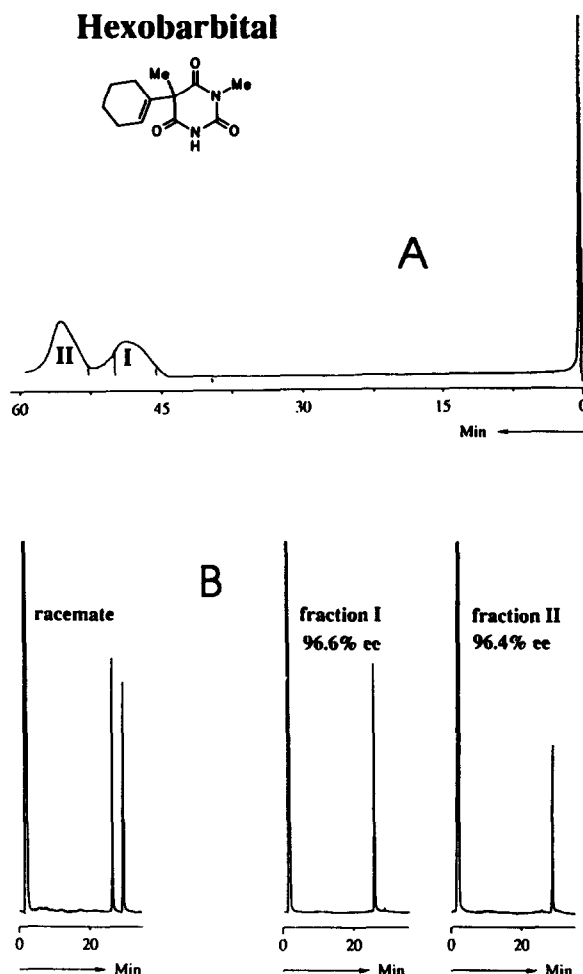 Hexobarbital
Me
O
Me
N
O
N
O
H
A
II
I
60
45
30
15
0
Min
B
racemate
fraction I
96.6% ee
fraction II
96.4% ee
0
20
0
20
0
20
Min
Min
Min